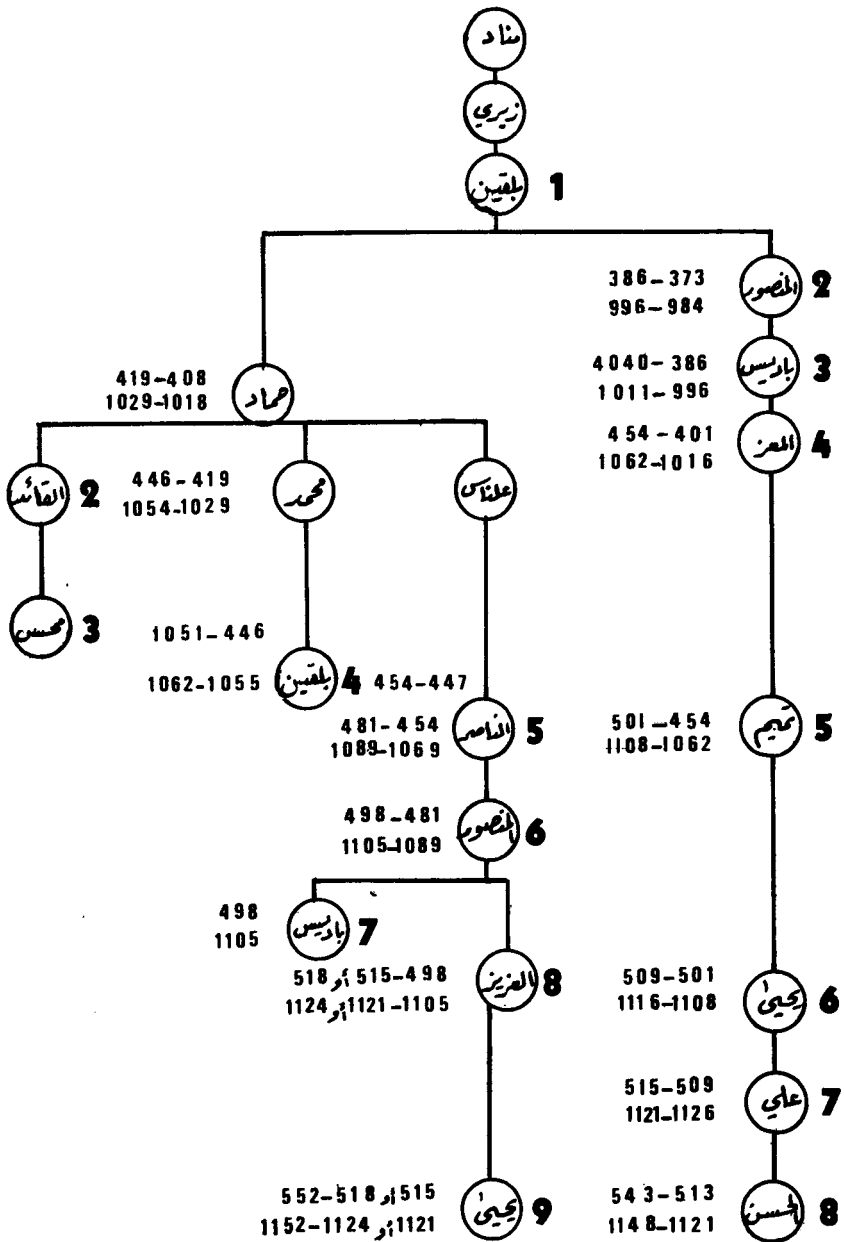 مناد
زيري
بلقين 1
386-373
996-984
المنصور 2
4040-386
1011-996
باديس 3
419-408
1029-1018
حماد
454-401
1062-1016
المعز 4
القائد 2
446-419
1054-1029
محمد
علناس
محسن 3
1051-446
1062-1055
بلقين 4
454-447
481-454
1089-1069
الناصر 5
501-454
1108-1062
تميم 5
498-481
1105-1089
المنصور 6
498
1105
باديس 7
518 أو 515-498
1124 أو 1121-1105
العزيز 8
509-501
1116-1108
يحيىٰ 6
515-509
1121-1126
علي 7
552-518 أو 515
1152-1124 أو 1121
يحيىٰ 9
543-513
1148-1121
الحسن 8